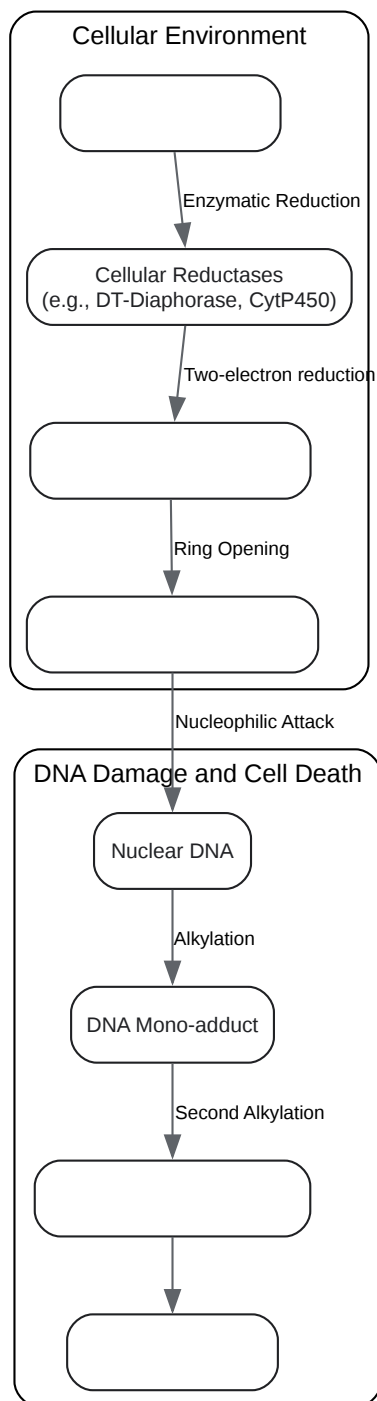 Cellular Environment
Enzymatic Reduction
Cellular Reductases
(e.g., DT-Diaphorase, CytP450)
Two-electron reduction
Ring Opening
Nucleophilic Attack
DNA Damage and Cell Death
Nuclear DNA
Alkylation
DNA Mono-adduct
Second Alkylation